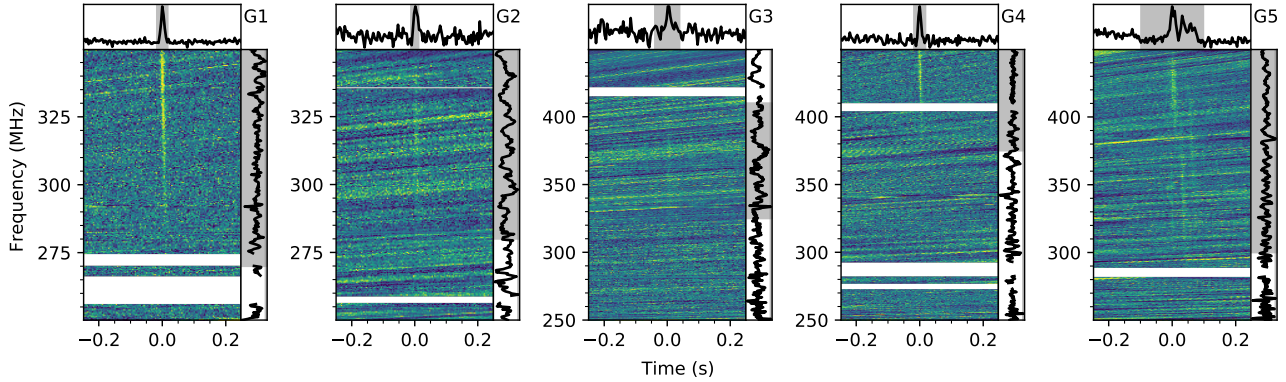 G1 G2 G3 G4 G5
Frequency (MHz)
325 325 400 400 400
300 300 350 350 350
275 275 300 300 300
250 250 250
−0.2 0.0 0.2 −0.2 0.0 0.2 −0.2 0.0 0.2 −0.2 0.0 0.2 −0.2 0.0 0.2
Time (s)